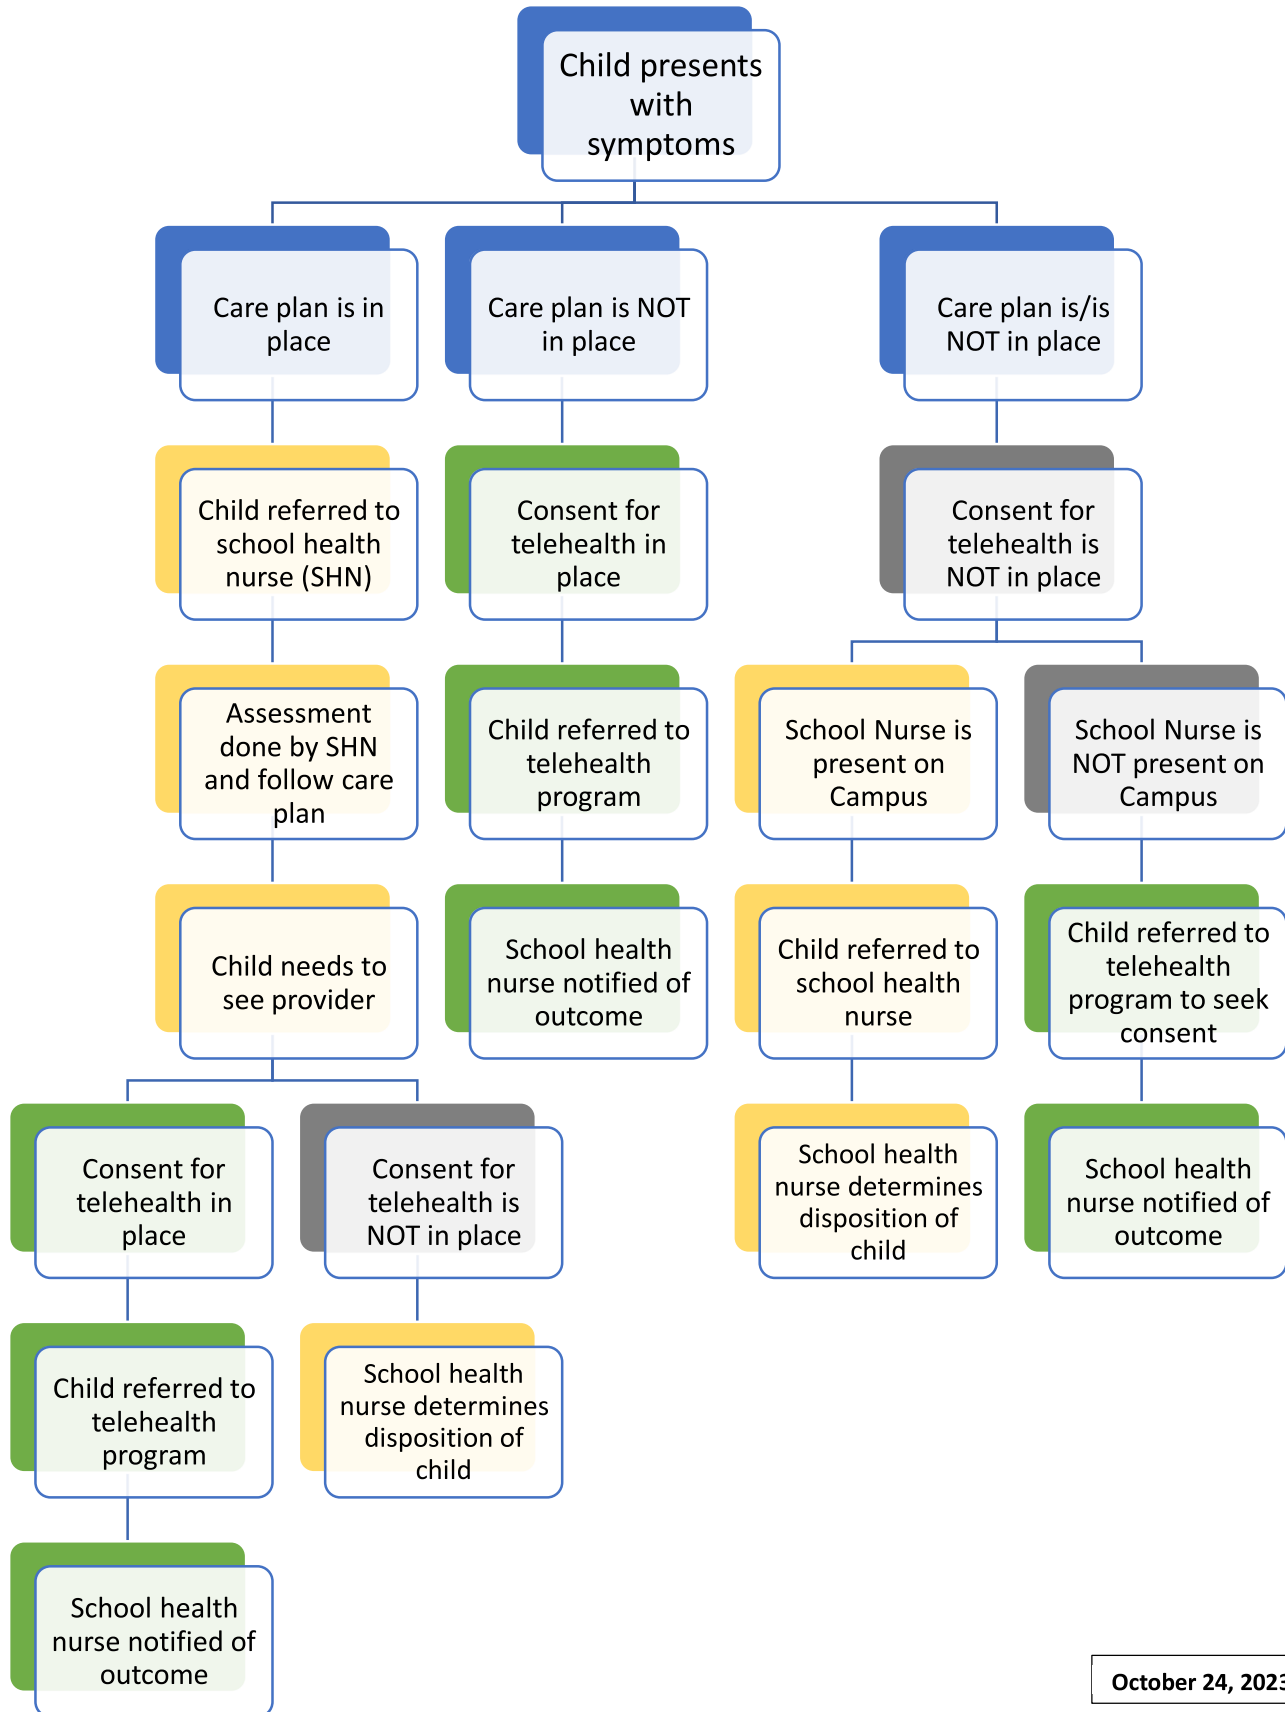 Child presents
with
symptoms
Care plan is in
place
Care plan is NOT
in place
Care plan is/is
NOT in place
Child referred to
school health
nurse (SHN)
Consent for
telehealth in
place
Consent for
telehealth is
NOT in place
Assessment
done by SHN
and follow care
plan
Child referred to
telehealth
program
School Nurse is
present on
Campus
School Nurse is
NOT present on
Campus
Child needs to
see provider
School health
nurse notified of
outcome
Child referred to
school health
nurse
Child referred to
telehealth
program to seek
consent
Consent for
telehealth in
place
Consent for
telehealth is
NOT in place
School health
nurse determines
disposition of
child
School health
nurse notified of
outcome
Child referred to
telehealth
program
School health
nurse determines
disposition of
child
School health
nurse notified of
outcome
October 24, 2023